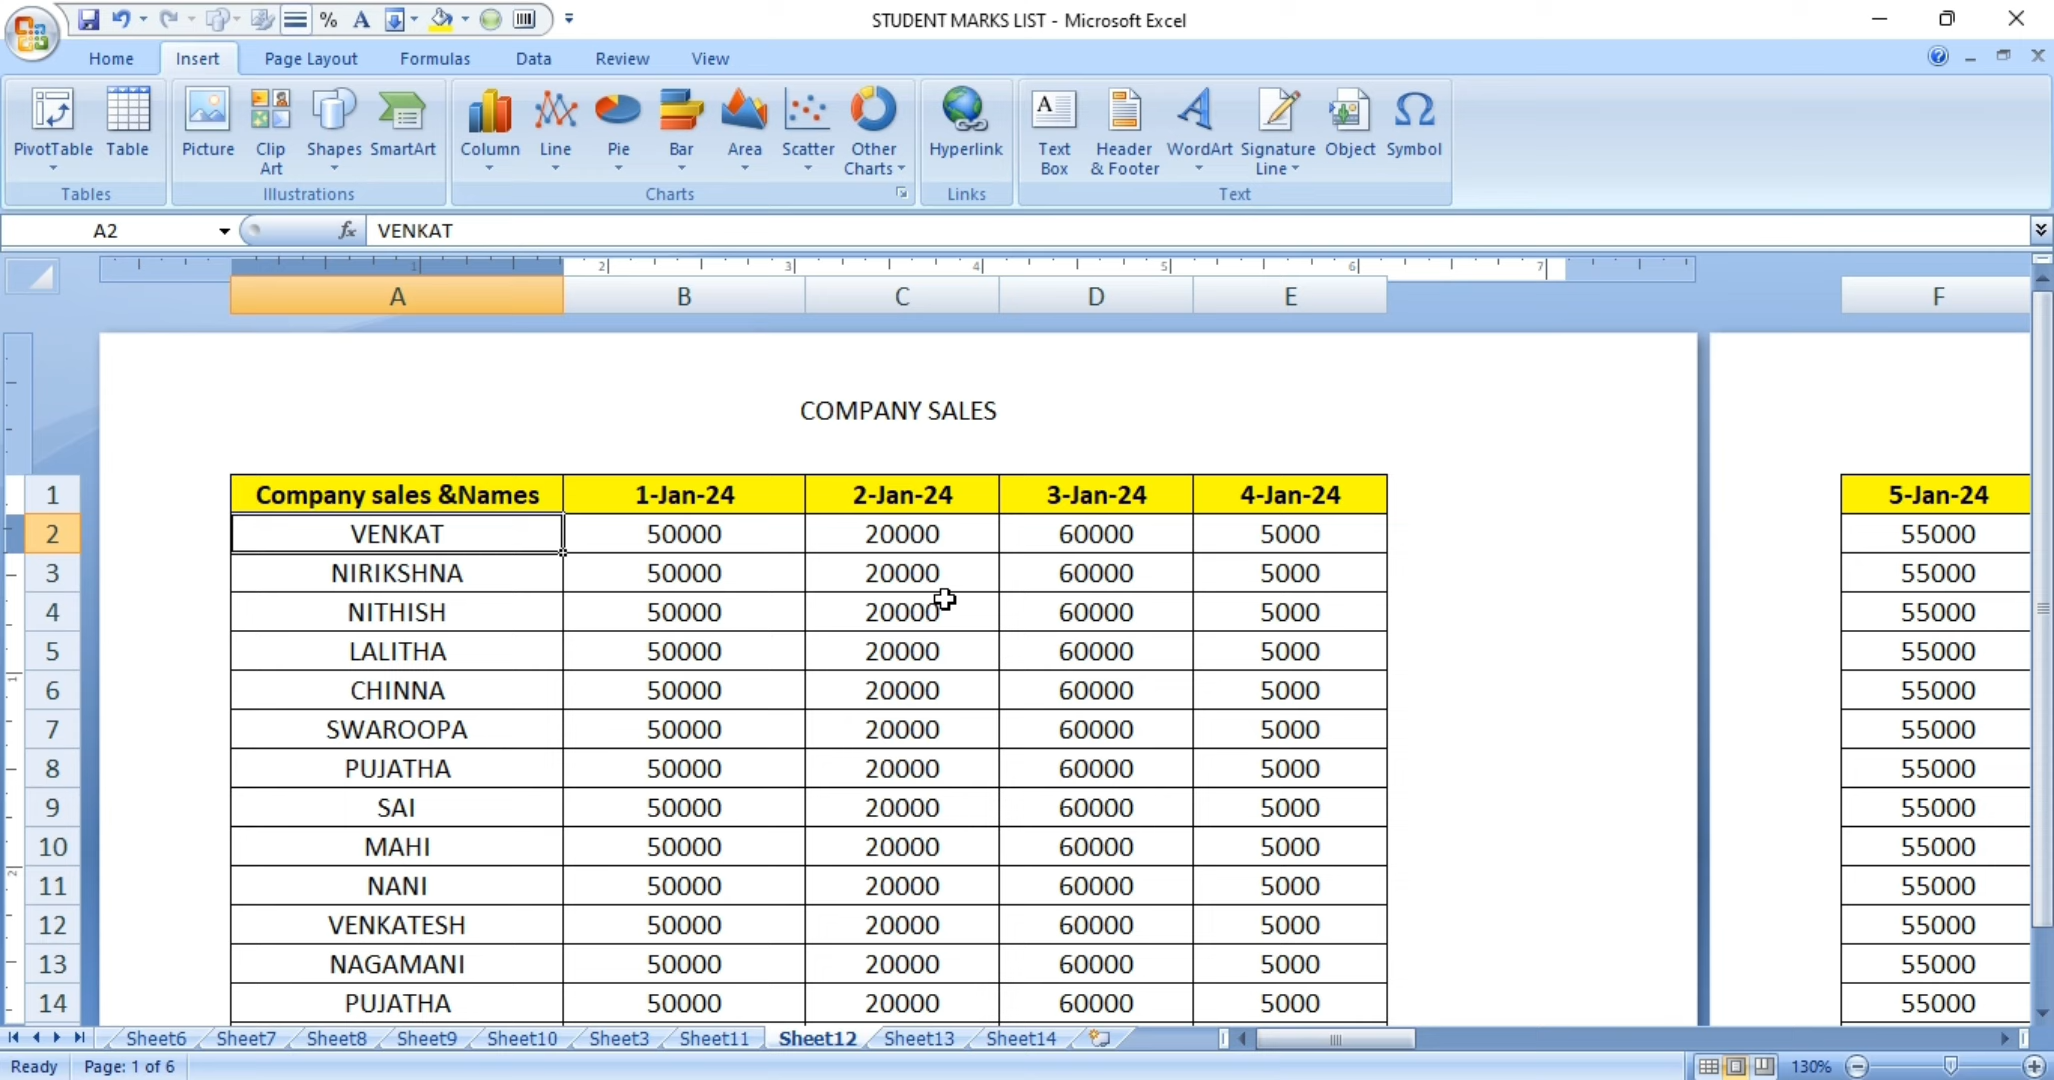 STUDENT MARKS LIST - Microsoft Excel
Home Insert Page Layout Formulas Data Review View
PivotTable Table Picture Clip Art Shapes SmartArt Column Line Pie Bar Area Scatter Other Charts Hyperlink Text Box Header & Footer WordArt Signature Line Object Symbol
Tables Illustrations Charts Links Text
A2 fx VENKAT
1 2 3 4 5 6 7
A B C D E F
COMPANY SALES
1 Company sales &Names 1-Jan-24 2-Jan-24 3-Jan-24 4-Jan-24 5-Jan-24
2 VENKAT 50000 20000 60000 5000 55000
3 NIRIKSHNA 50000 20000 60000 5000 55000
4 NITHISH 50000 20000 60000 5000 55000
5 LALITHA 50000 20000 60000 5000 55000
6 CHINNA 50000 20000 60000 5000 55000
7 SWAROOPA 50000 20000 60000 5000 55000
8 PUJATHA 50000 20000 60000 5000 55000
9 SAI 50000 20000 60000 5000 55000
10 MAHI 50000 20000 60000 5000 55000
11 NANI 50000 20000 60000 5000 55000
12 VENKATESH 50000 20000 60000 5000 55000
13 NAGAMANI 50000 20000 60000 5000 55000
14 PUJATHA 50000 20000 60000 5000 55000
Sheet6 Sheet7 Sheet8 Sheet9 Sheet10 Sheet3 Sheet11 Sheet12 Sheet13 Sheet14
Ready Page: 1 of 6 130%